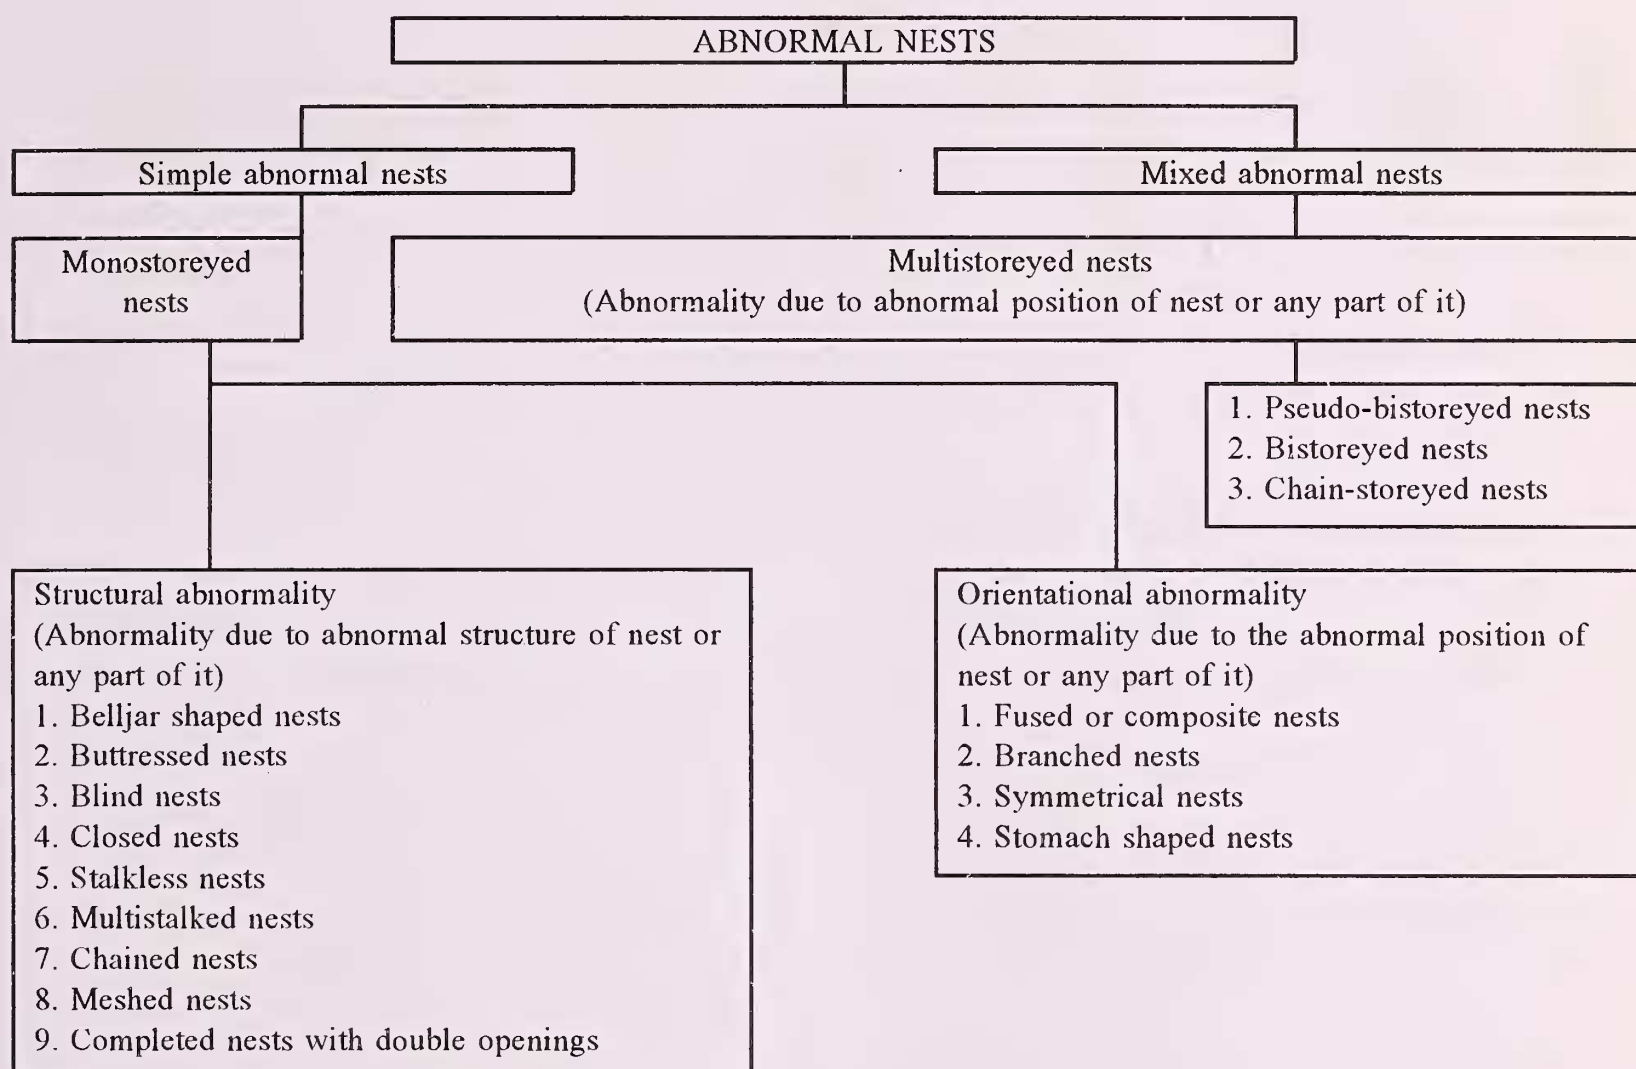 ABNORMAL NESTS
Simple abnormal nests
Mixed abnormal nests
Monostoreyed
nests
Multistoreyed nests
(Abnormality due to abnormal position of nest or any part of it)
1. Pseudo-bistoreyed nests
2. Bistoreyed nests
3. Chain-storeyed nests
Structural abnormality
(Abnormality due to abnormal structure of nest or
any part of it)
1. Belljar shaped nests
2. Buttressed nests
3. Blind nests
4. Closed nests
5. Stalkless nests
6. Multistalked nests
7. Chained nests
8. Meshed nests
9. Completed nests with double openings
Orientational abnormality
(Abnormality due to the abnormal position of
nest or any part of it)
1. Fused or composite nests
2. Branched nests
3. Symmetrical nests
4. Stomach shaped nests